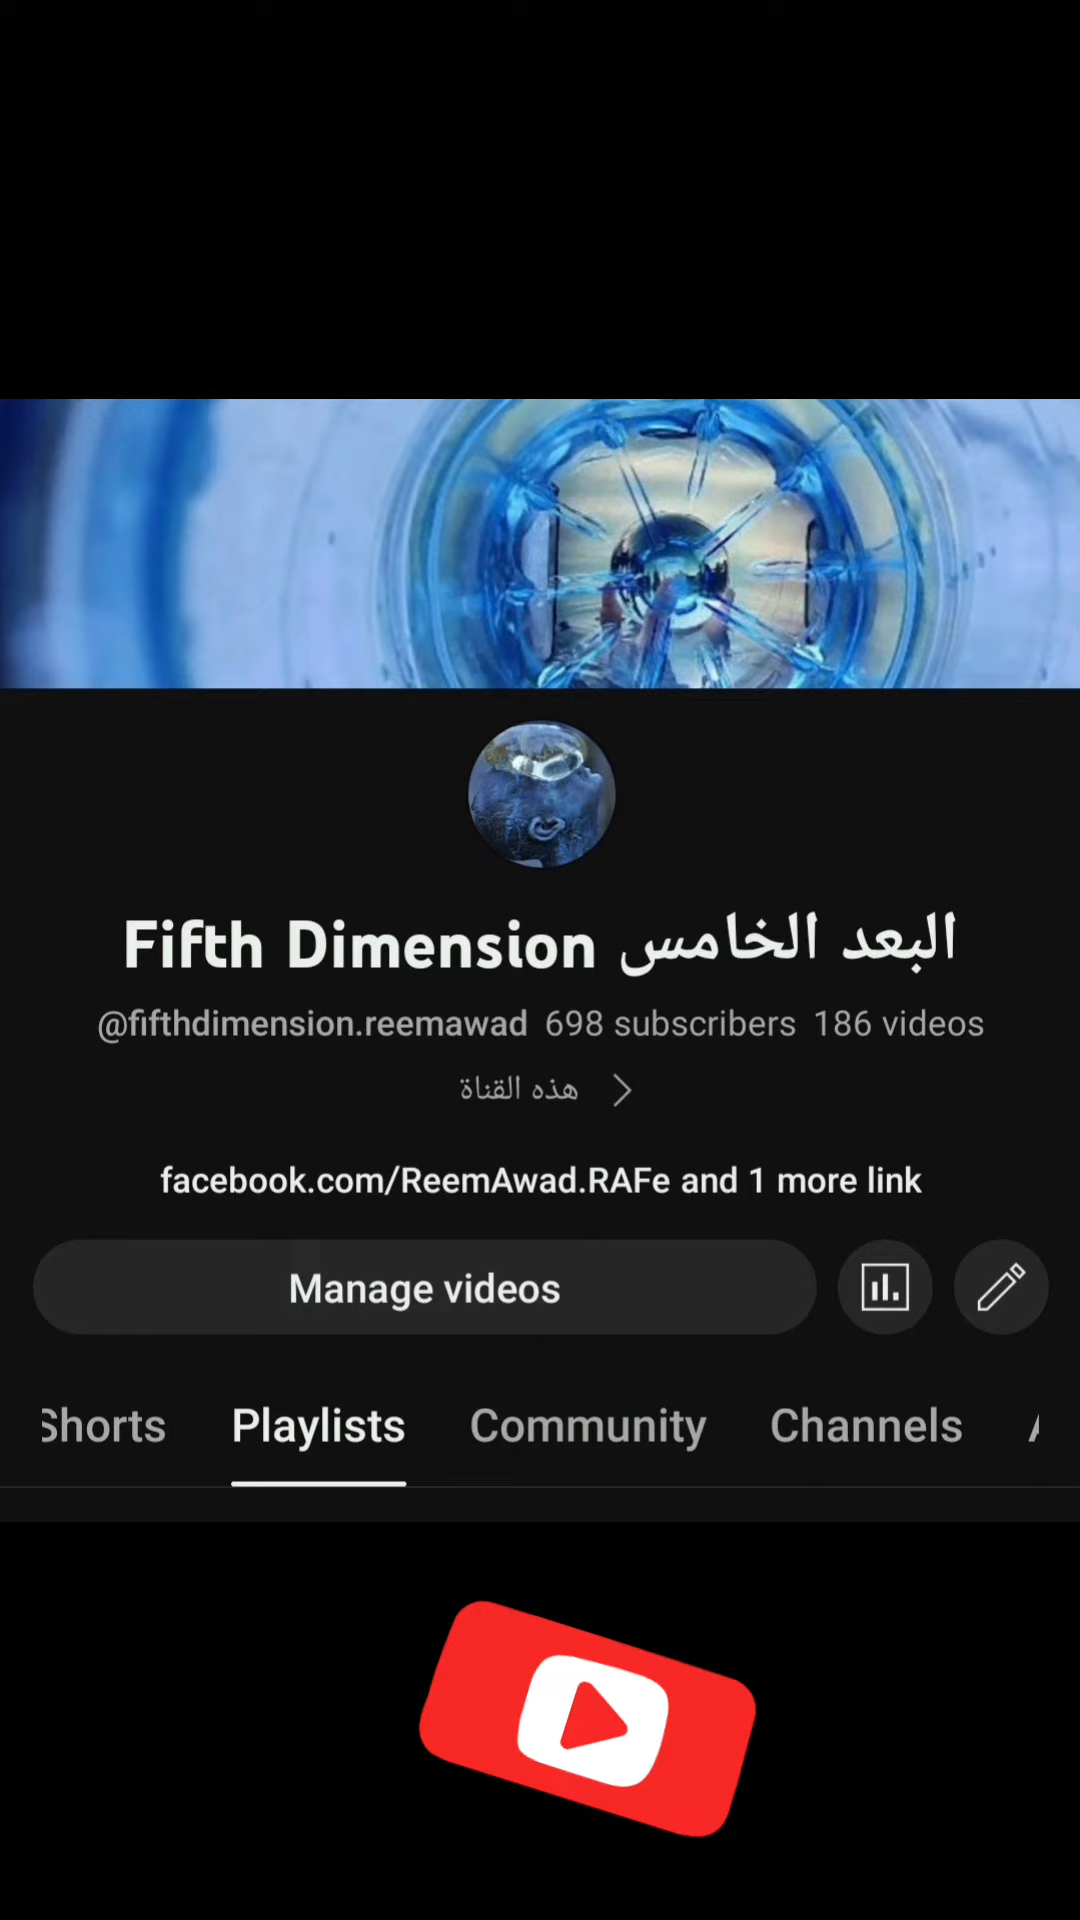 Fifth Dimension البعد الخامس
@fifthdimension.reemawad 698 subscribers 186 videos
هذه القناة
facebook.com/ReemAwad.RAFe and 1 more link
Manage videos
Shorts Playlists Community Channels